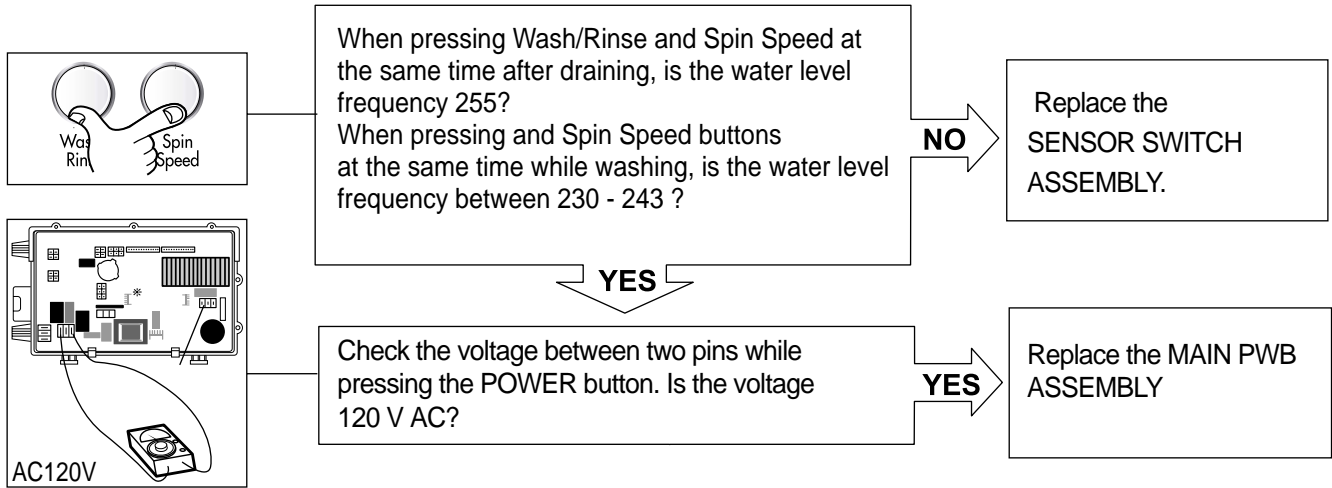 Was
Rin
Spin
Speed
When pressing Wash/Rinse and Spin Speed at
the same time after draining, is the water level
frequency 255?
When pressing and Spin Speed buttons
at the same time while washing, is the water level
frequency between 230 - 243 ?
NO
Replace the
SENSOR SWITCH
ASSEMBLY.
YES
AC120V
Check the voltage between two pins while
pressing the POWER button. Is the voltage
120 V AC?
YES
Replace the MAIN PWB
ASSEMBLY